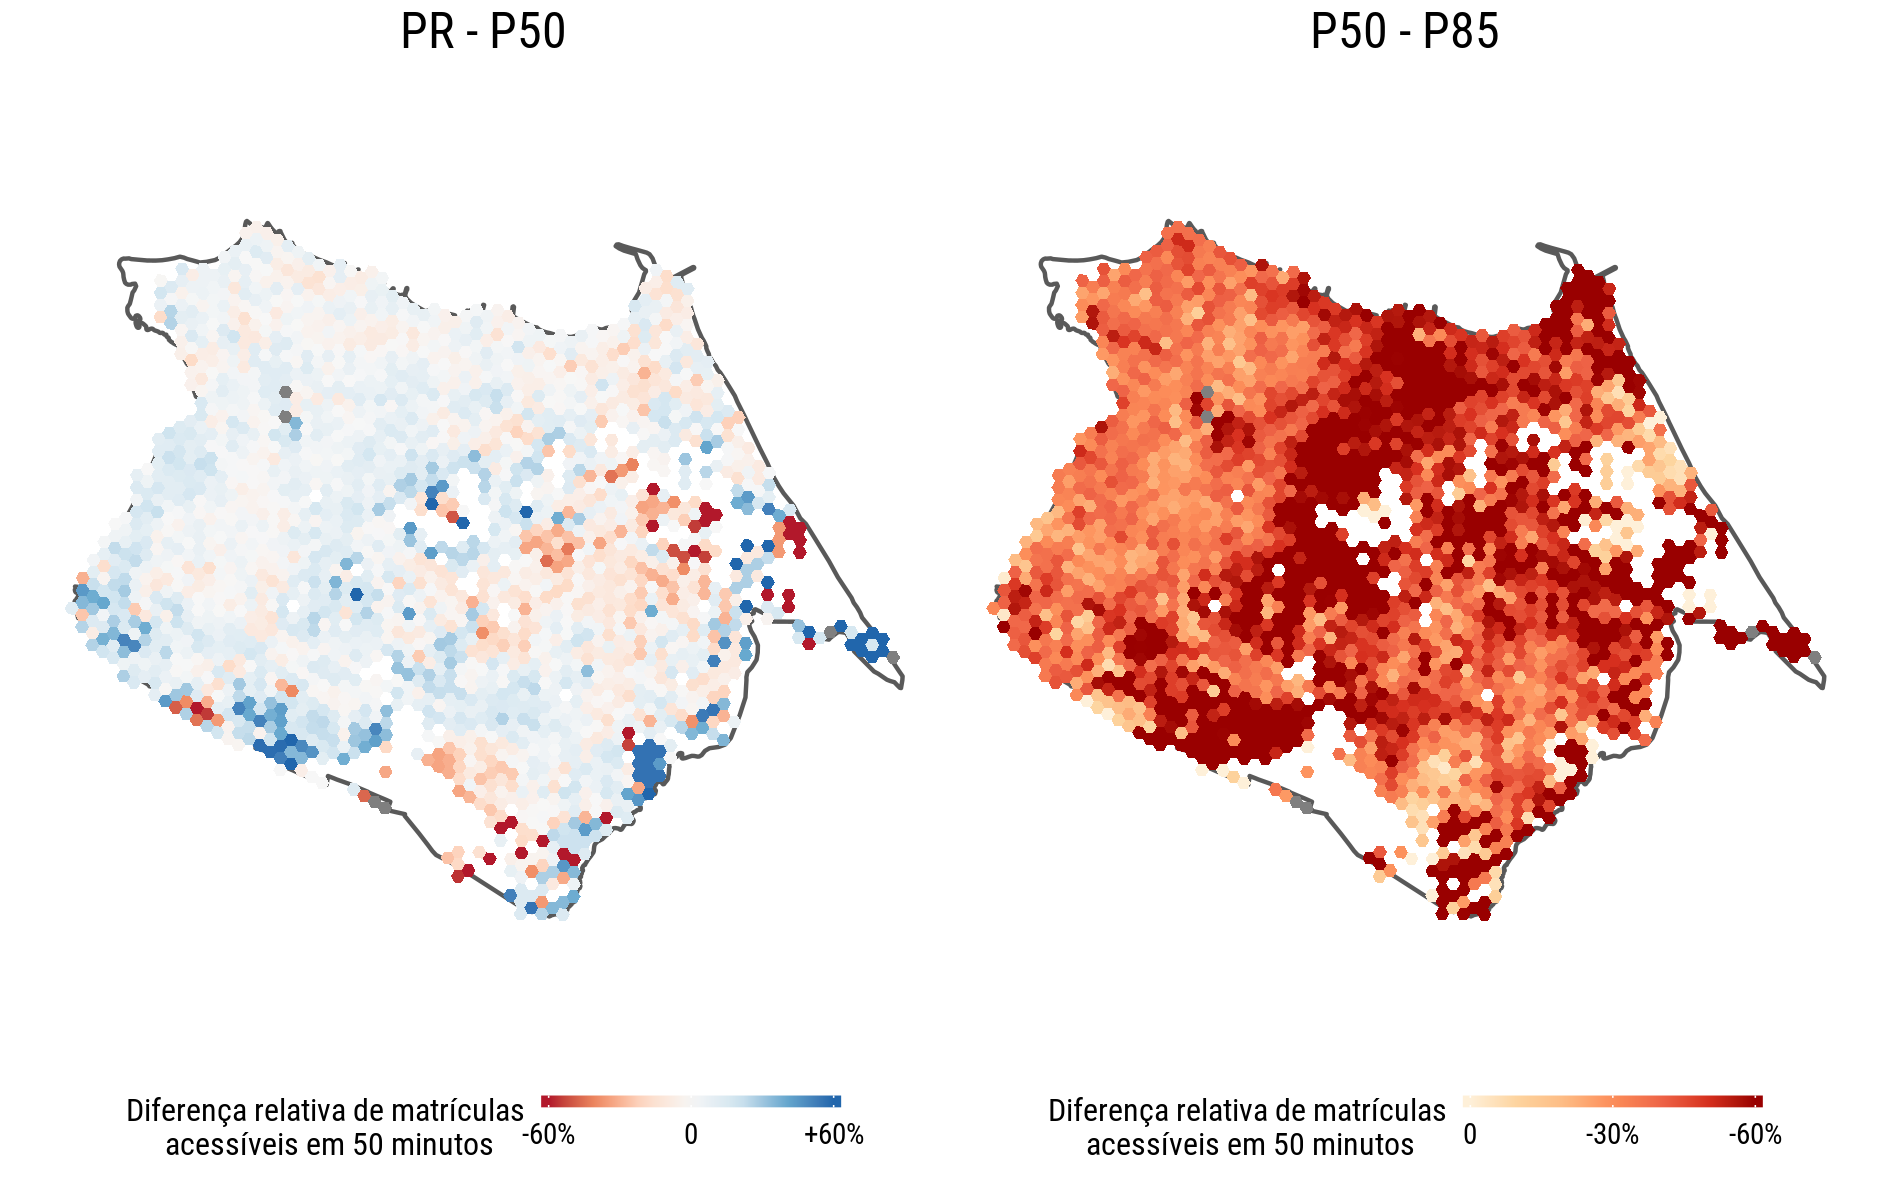 PR - P50
P50 - P85
Diferença relativa de matrículas
acessíveis em 50 minutos
-60%
0
+60%
Diferença relativa de matrículas
acessíveis em 50 minutos
0
-30%
-60%